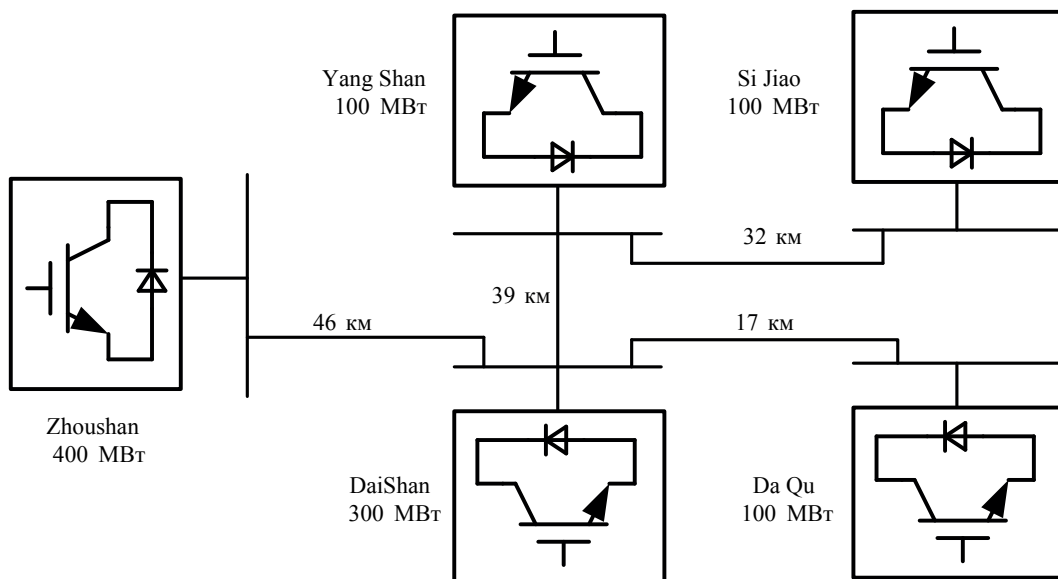 Yang Shan
100 МВт
Si Jiao
100 МВт
32 км
39 км
46 км
17 км
Zhoushan
400 МВт
DaiShan
300 МВт
Da Qu
100 МВт